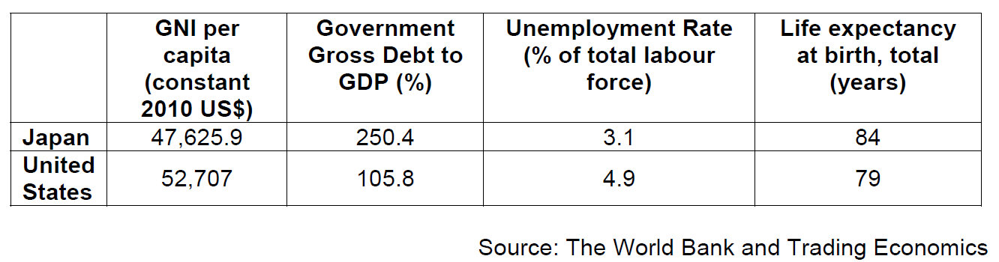 GNI per capita (constant 2010 US$)
Government Gross Debt to GDP (%)
Unemployment Rate (% of total labour force)
Life expectancy at birth, total (years)
Japan 47,625.9 250.4 3.1 84
United States 52,707 105.8 4.9 79
Source: The World Bank and Trading Economics